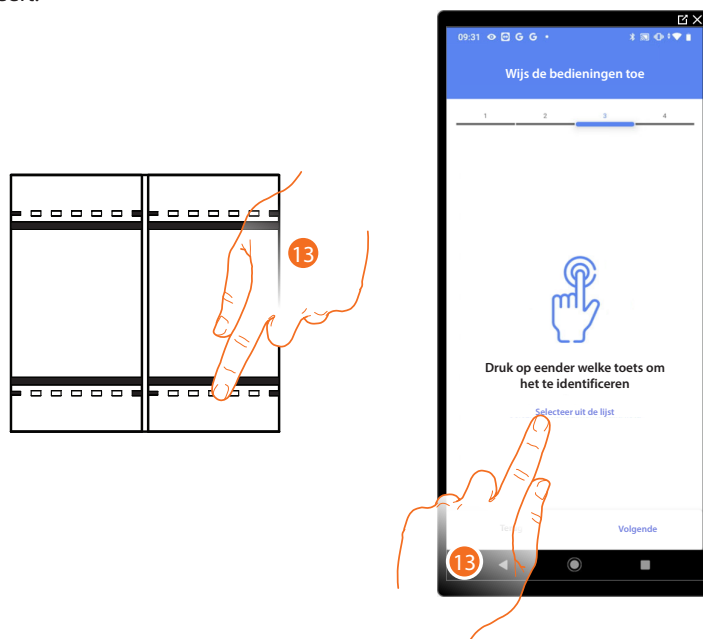 09:31 G G
Wijs de bedieningen toe
1 2 3 4
13
Druk op eender welke toets om
het te identificeren
Selecteer uit de lijst
Volgende
13